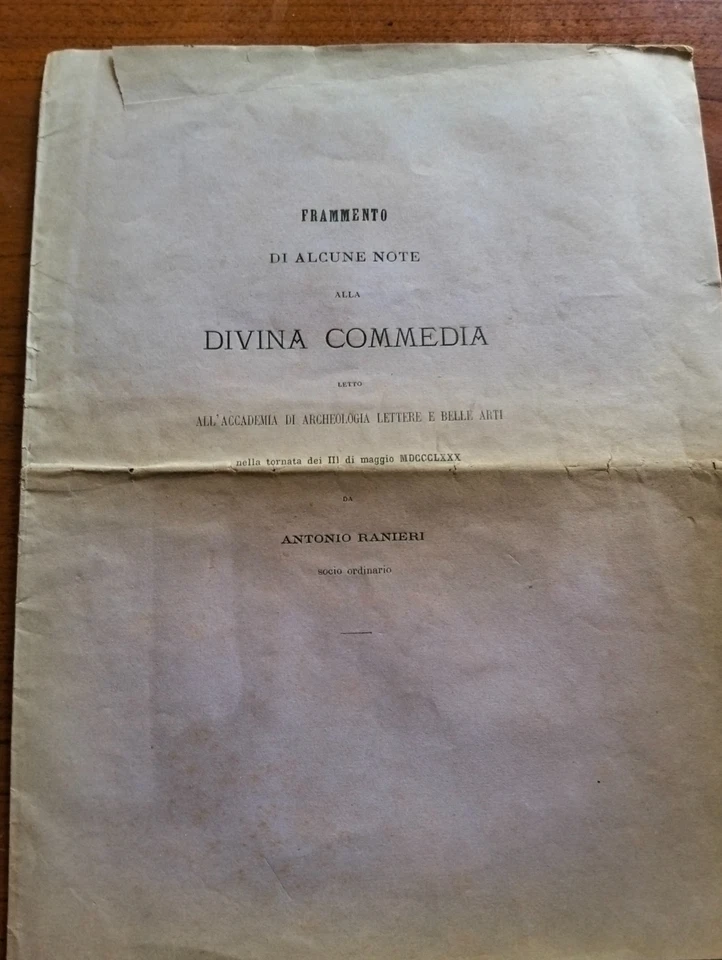 FRAMMENTO
DI ALCUNE NOTE
ALLA
DIVINA COMMEDIA
LETTO
ALL'ACCADEMIA DI ARCHEOLOGIA LETTERE E BELLE ARTI
nella tornata dei III di maggio MDCCCLXXX
DA
ANTONIO RANIERI
socio ordinario